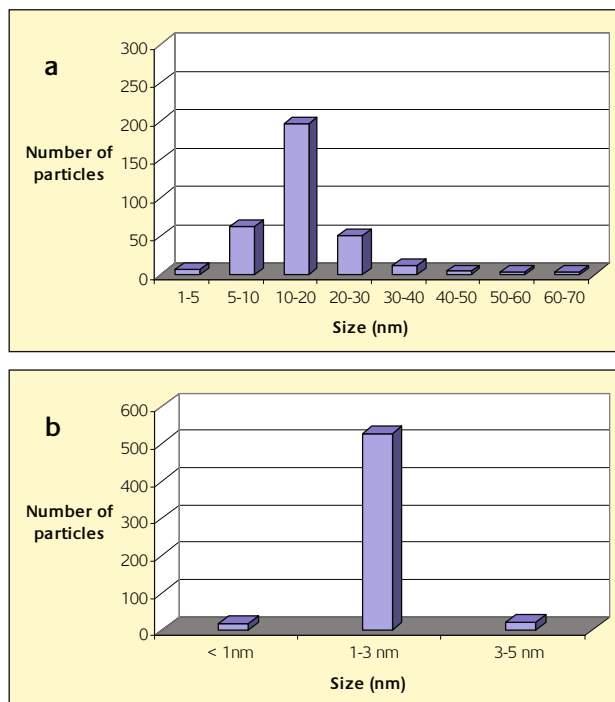 a
Number of
particles
300
250
200
150
100
50
0
1-5 5-10 10-20 20-30 30-40 40-50 50-60 60-70
Size (nm)
b
Number of
particles
600
500
400
300
200
100
0
< 1nm 1-3 nm 3-5 nm
Size (nm)